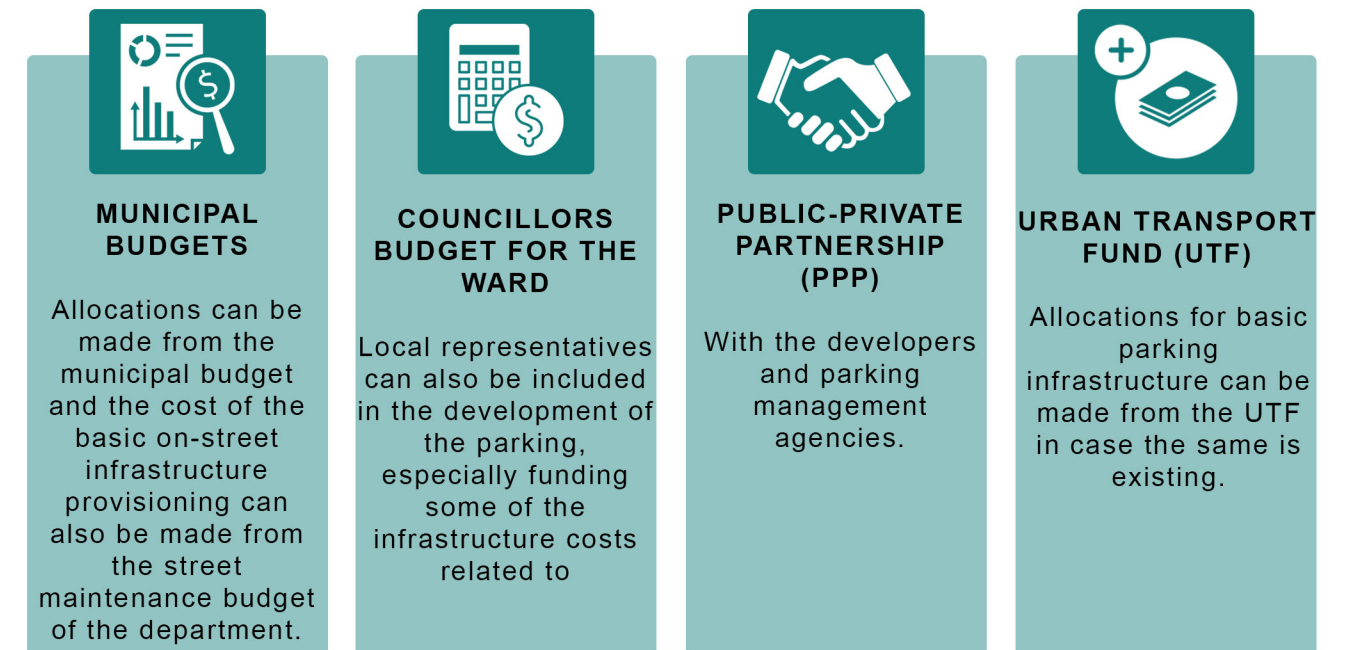 MUNICIPAL
BUDGETS
Allocations can be
made from the
municipal budget
and the cost of the
basic on-street
infrastructure
provisioning can
also be made from
the street
maintenance budget
of the department.
COUNCILLORS
BUDGET FOR THE
WARD
Local representatives
can also be included
in the development of
the parking,
especially funding
some of the
infrastructure costs
related to
PUBLIC-PRIVATE
PARTNERSHIP
(PPP)
With the developers
and parking
management
agencies.
URBAN TRANSPORT
FUND (UTF)
Allocations for basic
parking
infrastructure can be
made from the UTF
in case the same is
existing.